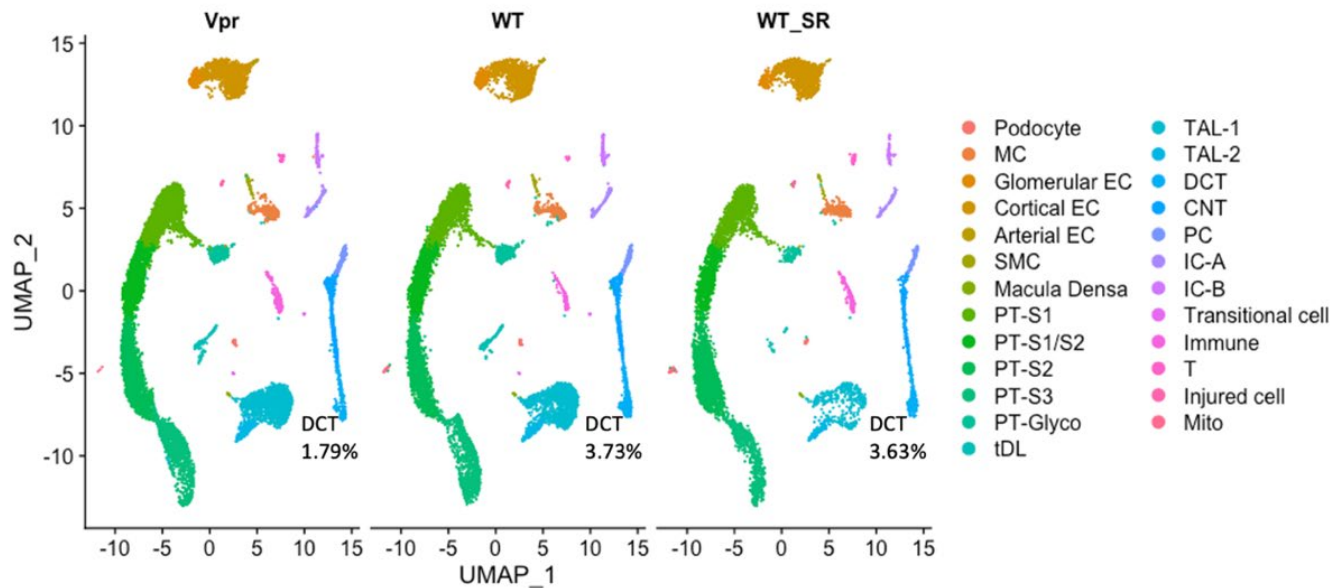 Vpr WT WT_SR
15
10
5
0
-5
-10
UMAP_2
DCT
1.79%
DCT
3.73%
DCT
3.63%
-10 -5 0 5 10 15 -10 -5 0 5 10 15 -10 -5 0 5 10 15
UMAP_1
Podocyte
MC
Glomerular EC
Cortical EC
Arterial EC
SMC
Macula Densa
PT-S1
PT-S1/S2
PT-S2
PT-S3
PT-Glyco
tDL
TAL-1
TAL-2
DCT
CNT
PC
IC-A
IC-B
Transitional cell
Immune
T
Injured cell
Mito